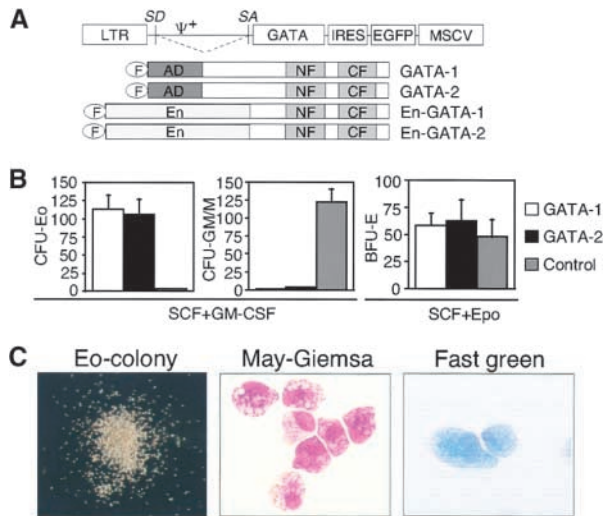 A
SD Ψ+ SA
LTR GATA IRES EGFP MSCV
F AD NF CF GATA-1
F AD NF CF GATA-2
F En NF CF En-GATA-1
F En NF CF En-GATA-2
B
CFU-Eo
150
125
100
75
50
25
0
CFU-GM/M
150
125
100
75
50
25
0
SCF+GM-CSF
BFU-E
100
75
50
25
0
SCF+Epo
GATA-1
GATA-2
Control
C
Eo-colony May-Giemsa Fast green